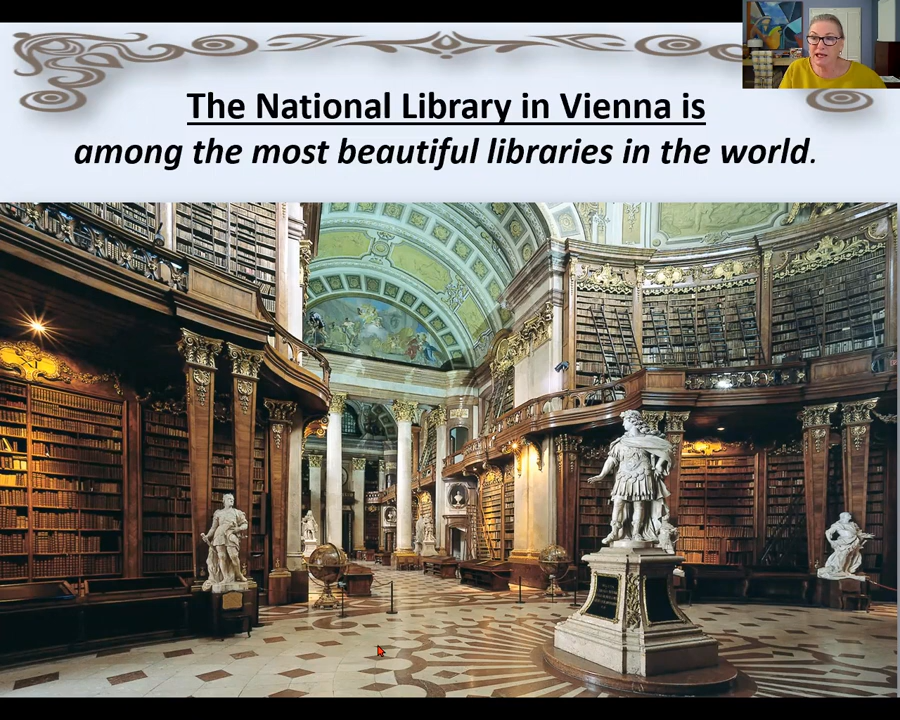 The National Library in Vienna is
among the most beautiful libraries in the world.